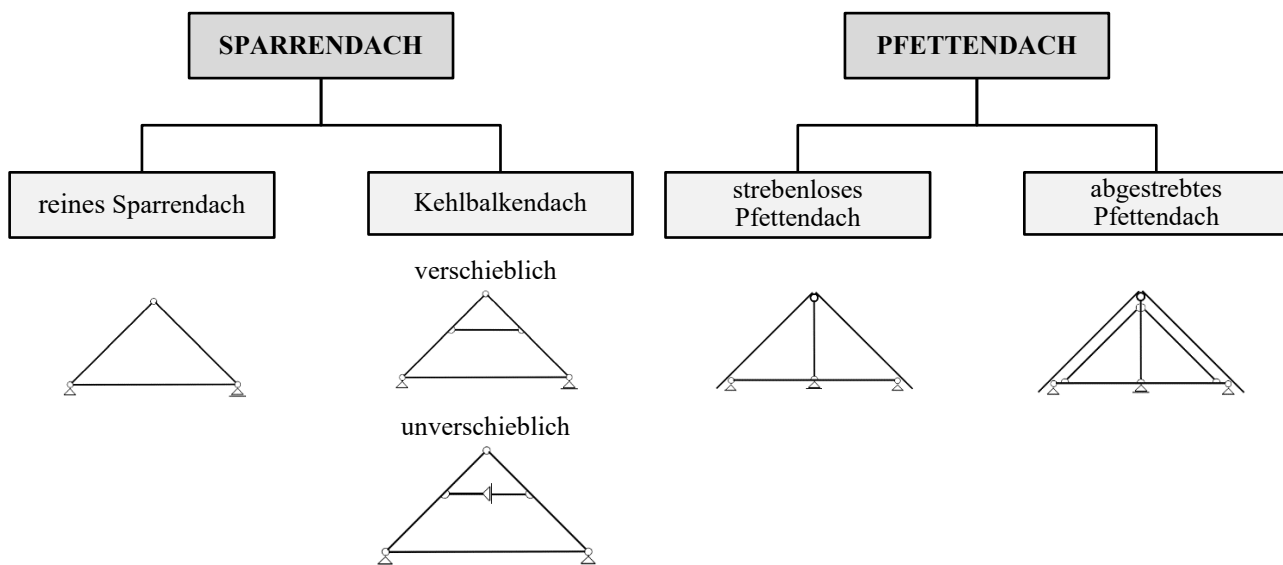 SPARRENDACH
PFETTENDACH
reines Sparrendach
Kehlbalkendach
strebenloses
Pfettendach
abgestrebtes
Pfettendach
verschieblich
unverschieblich